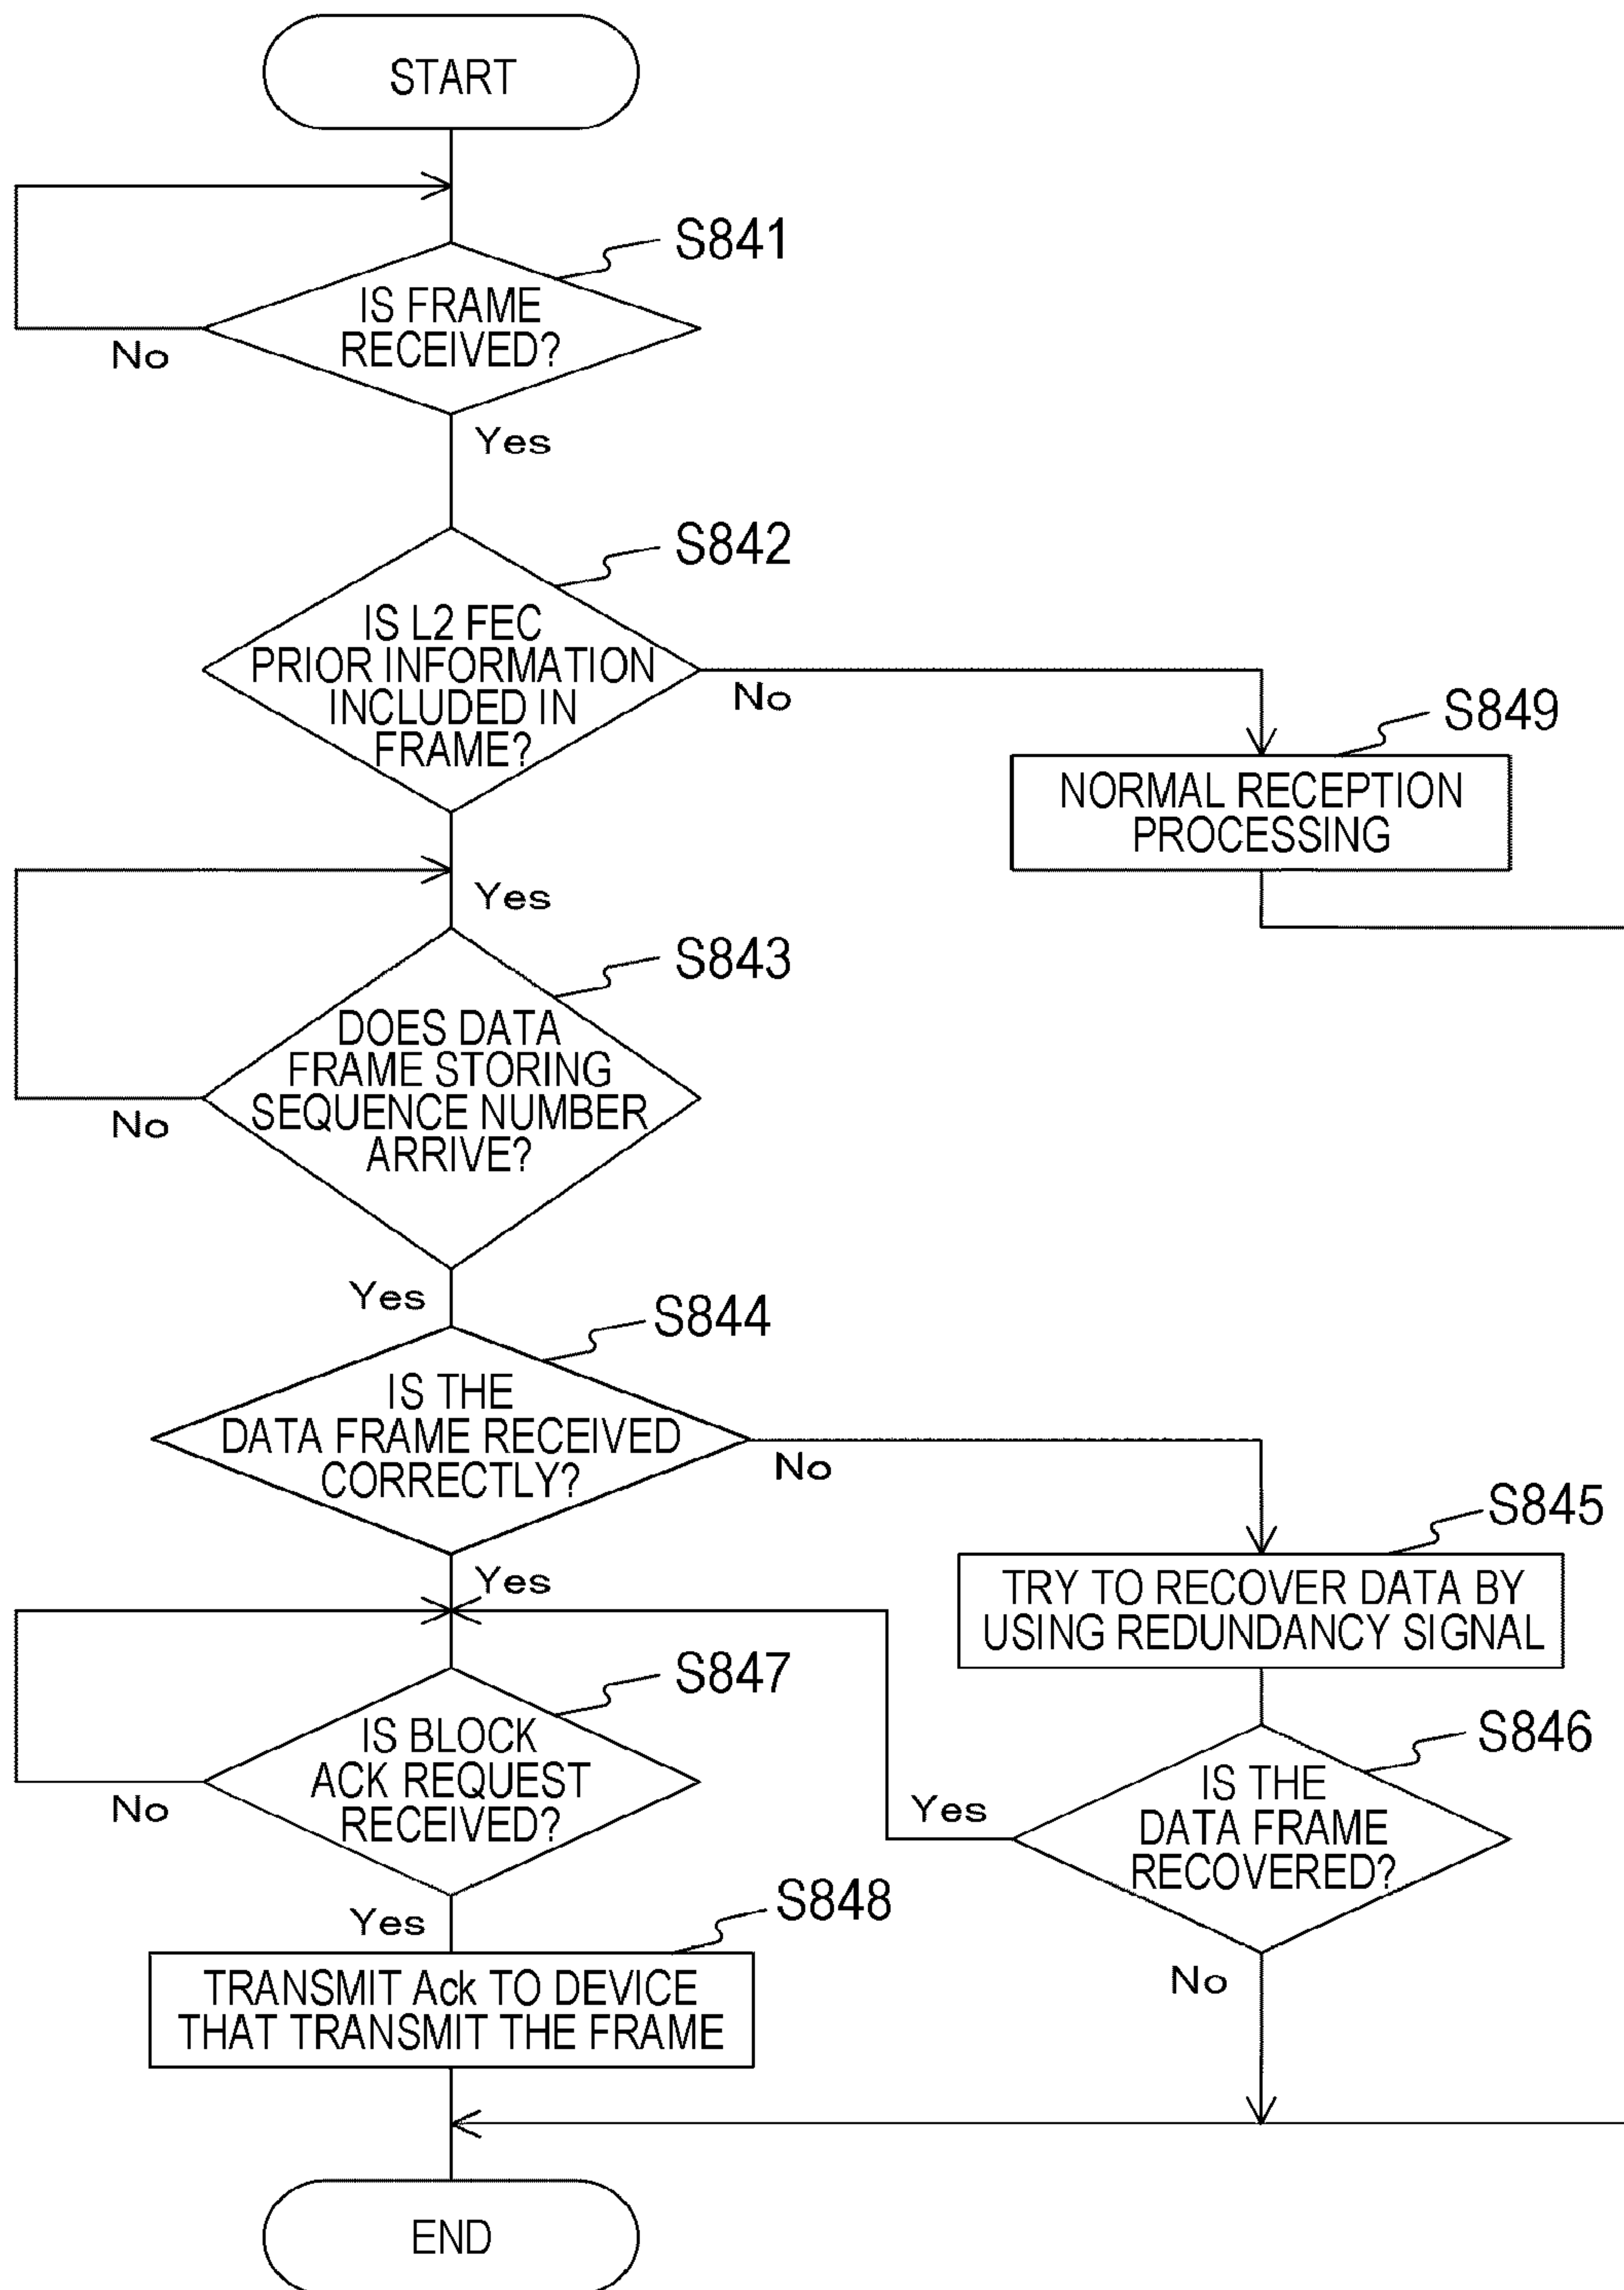 START
S841
IS FRAME
RECEIVED?
No
Yes
S842
IS L2 FEC
PRIOR INFORMATION
INCLUDED IN
FRAME?
No
S849
NORMAL RECEPTION
PROCESSING
Yes
S843
DOES DATA
FRAME STORING
SEQUENCE NUMBER
ARRIVE?
No
Yes
S844
IS THE
DATA FRAME RECEIVED
CORRECTLY?
No
S845
TRY TO RECOVER DATA BY
USING REDUNDANCY SIGNAL
Yes
S847
IS BLOCK
ACK REQUEST
RECEIVED?
No
S846
IS THE
DATA FRAME
RECOVERED?
Yes
No
Yes
S848
TRANSMIT Ack TO DEVICE
THAT TRANSMIT THE FRAME
END